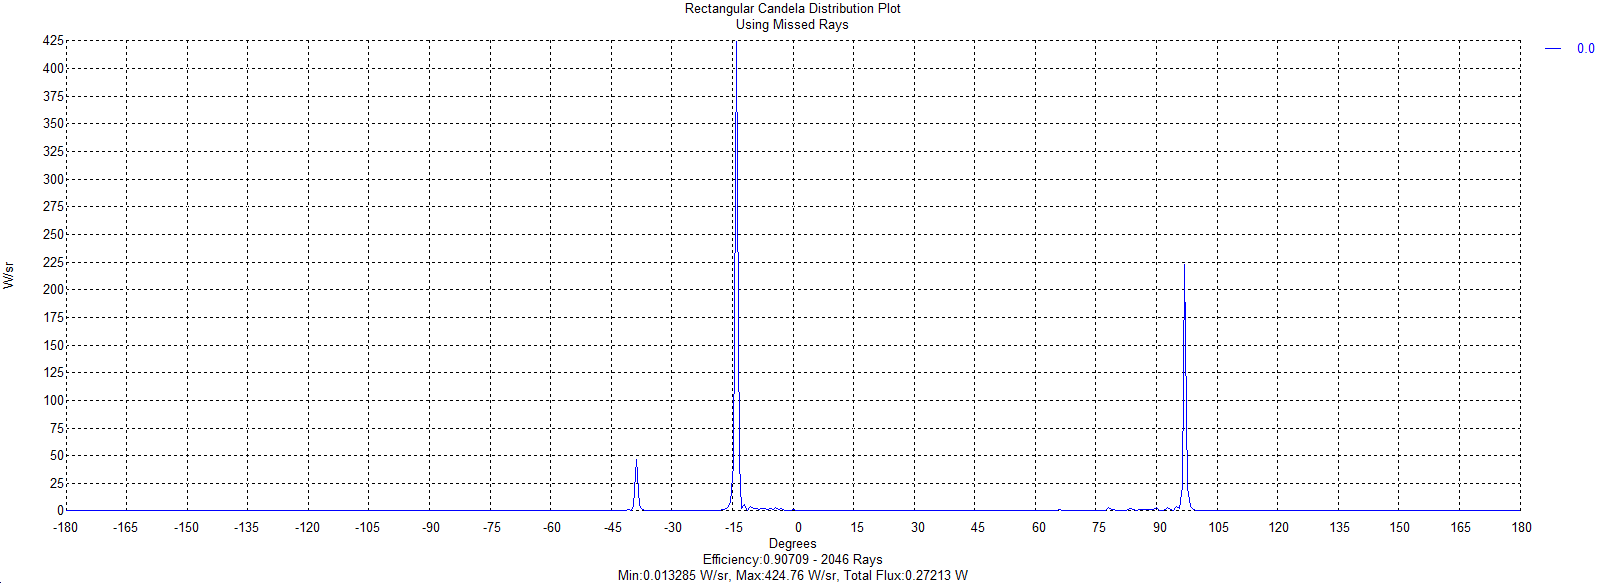 Rectangular Candela Distribution Plot
Using Missed Rays
0.0
425
400
375
350
325
300
275
250
225
200
175
150
125
100
75
50
25
0
W/sr
-180 -165 -150 -135 -120 -105 -90 -75 -60 -45 -30 -15 0 15 30 45 60 75 90 105 120 135 150 165 180
Degrees
Efficiency:0.90709 - 2046 Rays
Min:0.013285 W/sr, Max:424.76 W/sr, Total Flux:0.27213 W